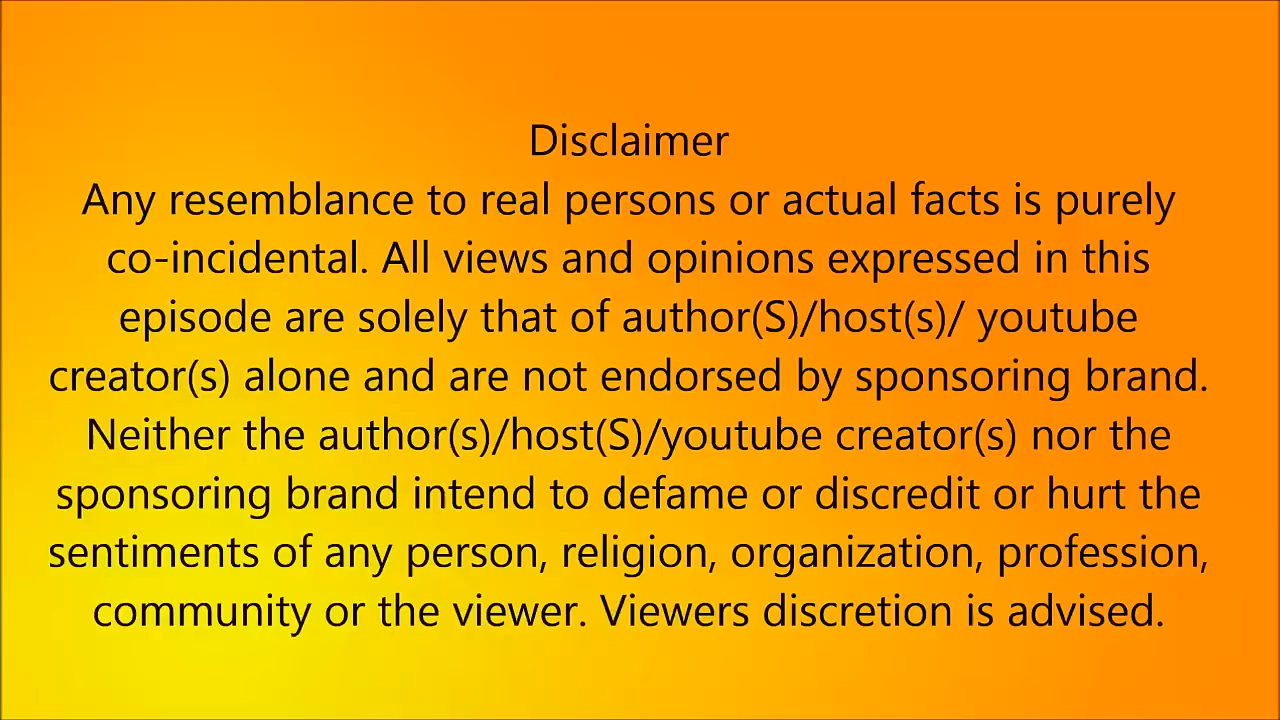 Disclaimer
Any resemblance to real persons or actual facts is purely
co-incidental. All views and opinions expressed in this
episode are solely that of author(S)/host(s)/ youtube
creator(s) alone and are not endorsed by sponsoring brand.
Neither the author(s)/host(S)/youtube creator(s) nor the
sponsoring brand intend to defame or discredit or hurt the
sentiments of any person, religion, organization, profession,
community or the viewer. Viewers discretion is advised.